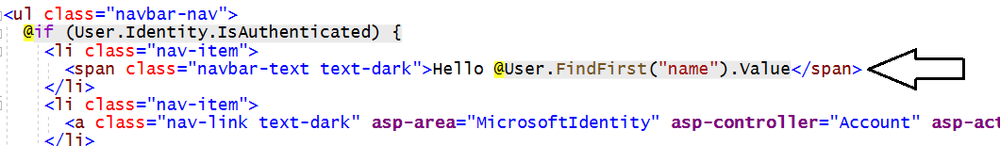 <ul class="navbar-nav">
@if (User.Identity.IsAuthenticated) {
<li class="nav-item">
<span class="navbar-text text-dark">Hello @User.FindFirst("name").Value</span>
</li>
<li class="nav-item">
<a class="nav-link text-dark" asp-area="MicrosoftIdentity" asp-controller="Account" asp-act
</li>